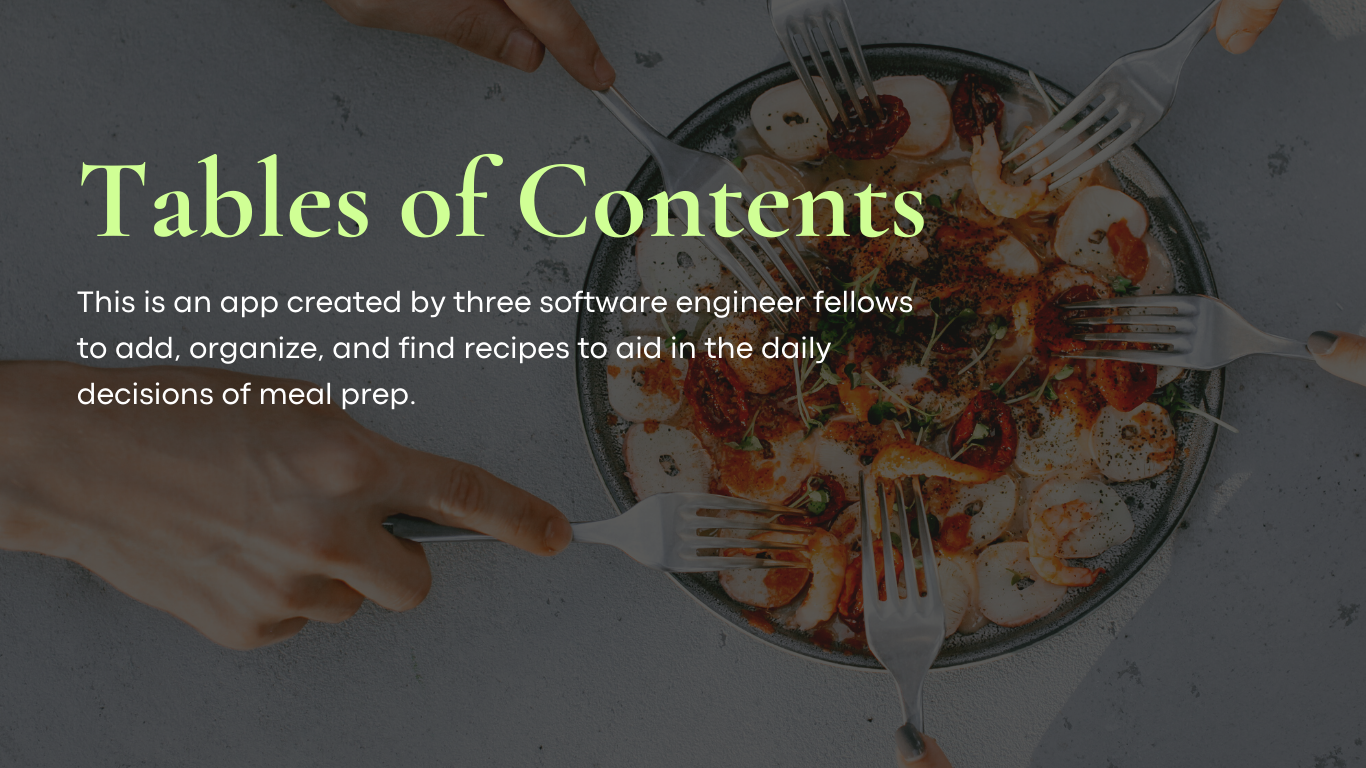 Tables of Contents
This is an app created by three software engineer fellows
to add, organize, and find recipes to aid in the daily
decisions of meal prep.